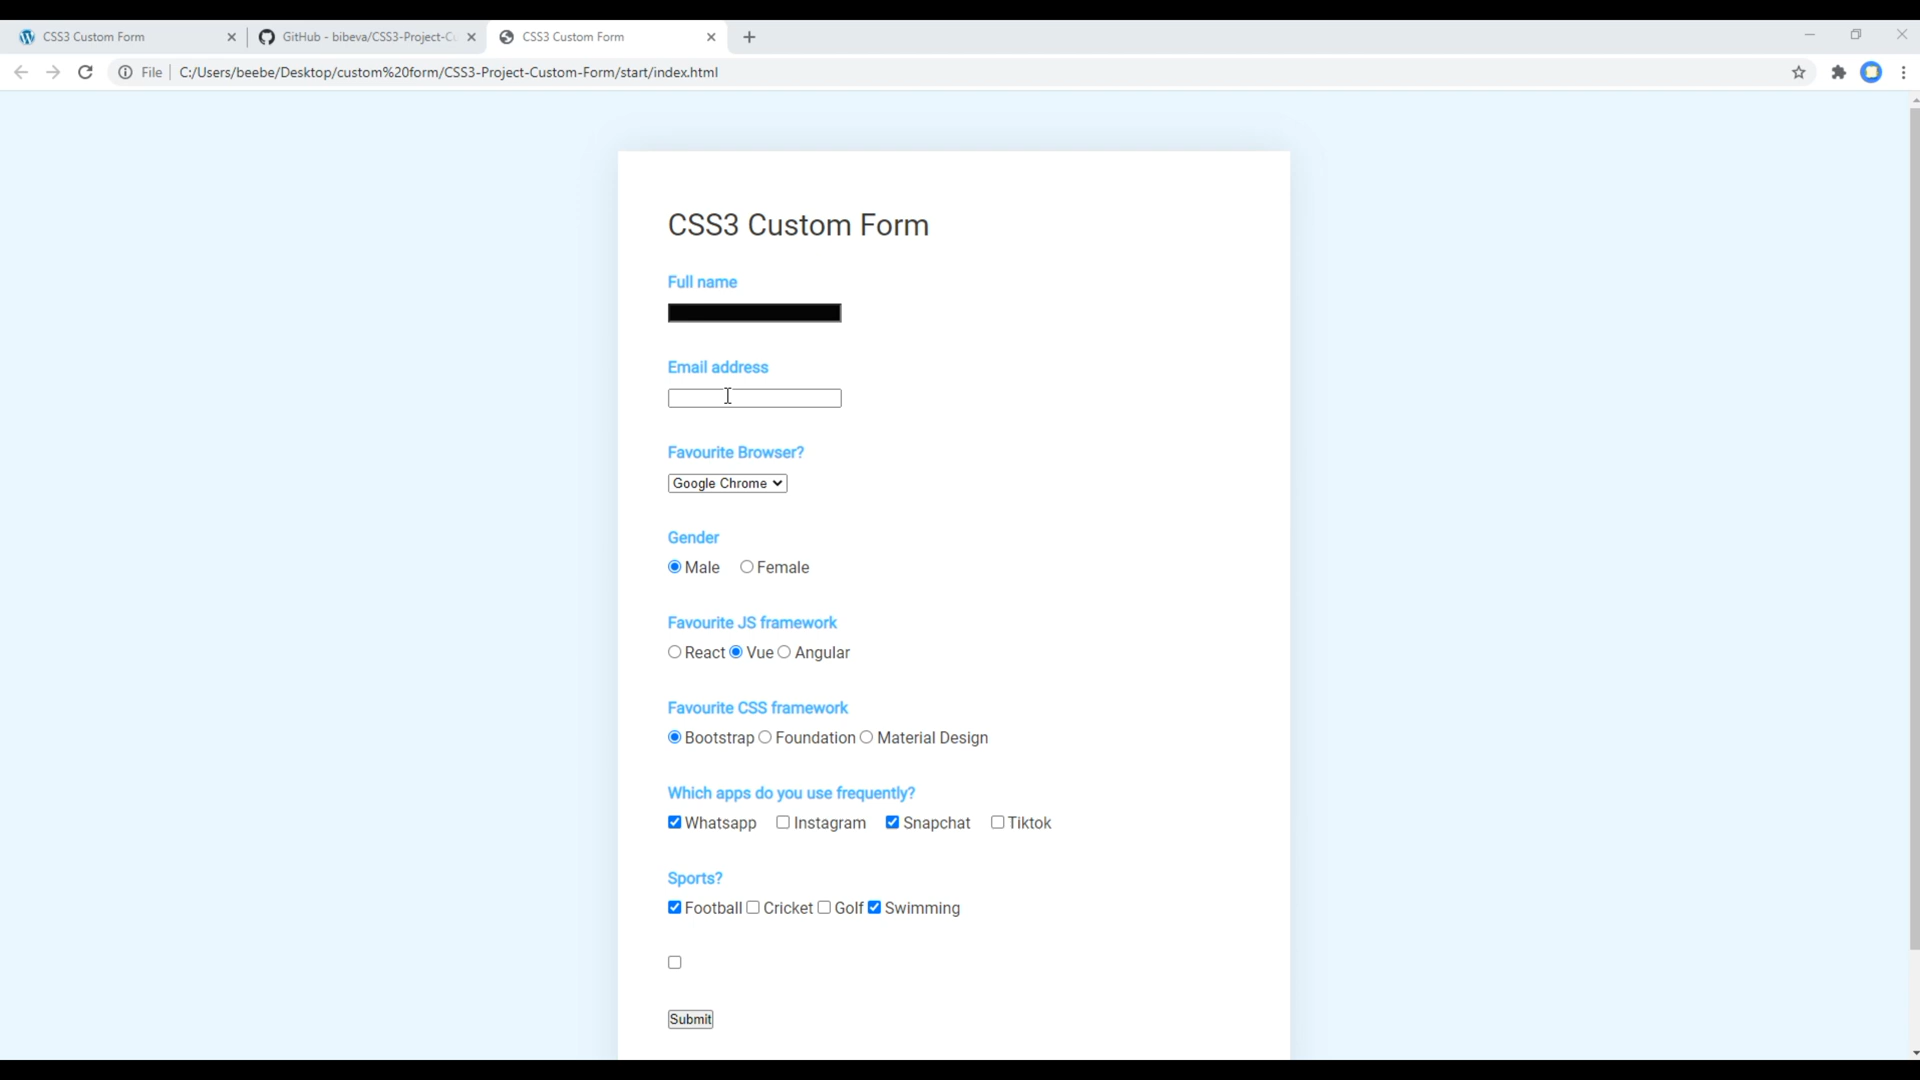 CSS3 Custom Form
GitHub - bibeva/CSS3-Project-Cu
CSS3 Custom Form
File
C:/Users/beebe/Desktop/custom%20form/CSS3-Project-Custom-Form/start/index.html
CSS3 Custom Form
Full name
Email address
Favourite Browser?
Google Chrome
Gender
Male Female
Favourite JS framework
React Vue Angular
Favourite CSS framework
Bootstrap Foundation Material Design
Which apps do you use frequently?
Whatsapp Instagram Snapchat Tiktok
Sports?
Football Cricket Golf Swimming
Submit